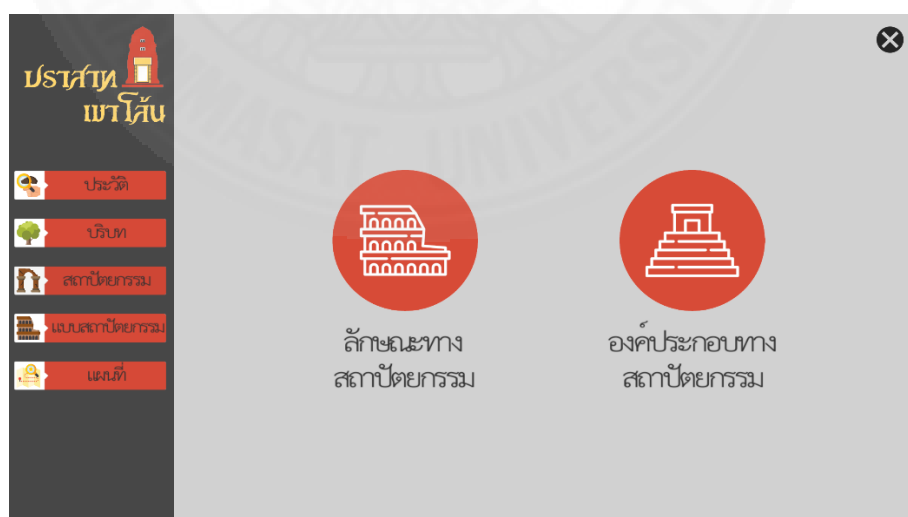 ปราสาท
เขาโล้น
ประวัติ
บริบท
สถาปัตยกรรม
แบบสถาปัตยกรรม
แผนที่
ลักษณะทาง
สถาปัตยกรรม
องค์ประกอบทาง
สถาปัตยกรรม
MASAT UNIVERSI